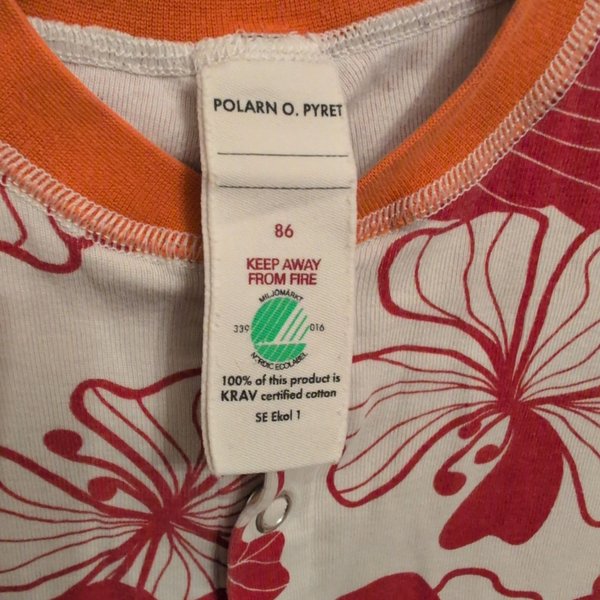 POLARN O. PYRET
86
KEEP AWAY
FROM FIRE
MILJÖMÄRKT
339 016
NORDIC ECOLABEL
100% of this product is
KRAV certified cotton
SE Ekol 1